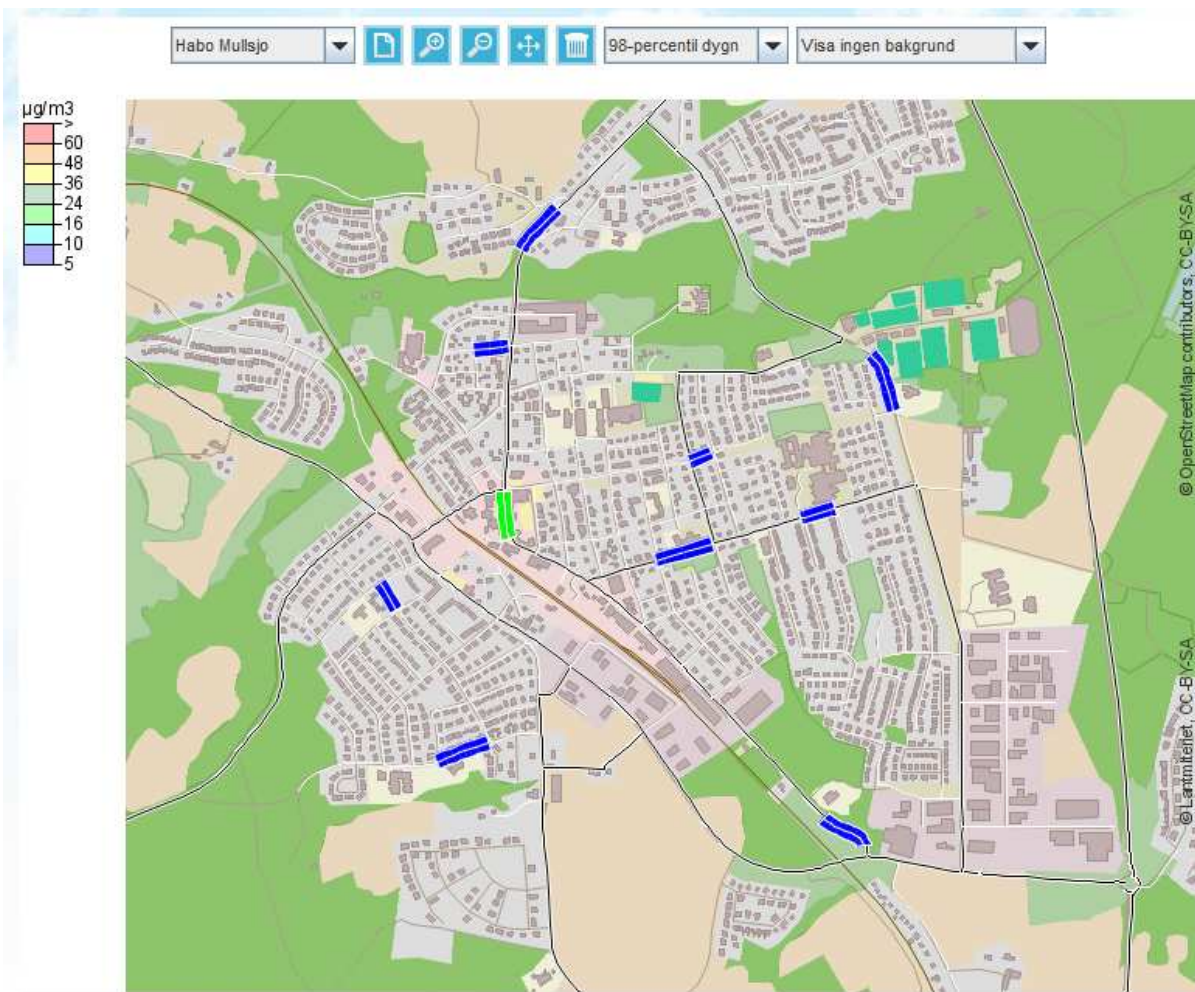 Habo Mullsjo
98-percentil dygn
Visa ingen bakgrund
µg/m3
>
60
48
36
24
16
10
5
© OpenStreetMap contributors, CC-BY-SA
© Lantmäteriet, CC-BY-SA